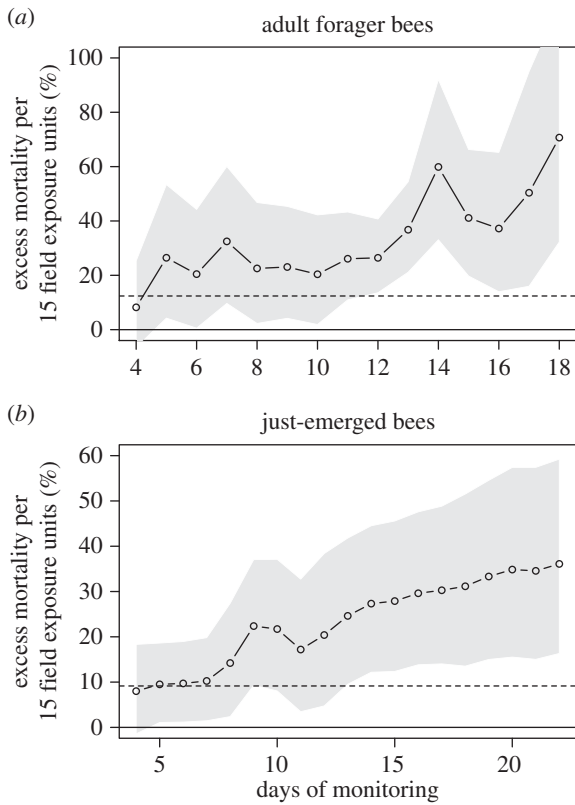 (a)
adult forager bees
excess mortality per
15 field exposure units (%)
100
80
60
40
20
0
4 6 8 10 12 14 16 18
(b)
just-emerged bees
excess mortality per
15 field exposure units (%)
60
50
40
30
20
10
0
5 10 15 20
days of monitoring